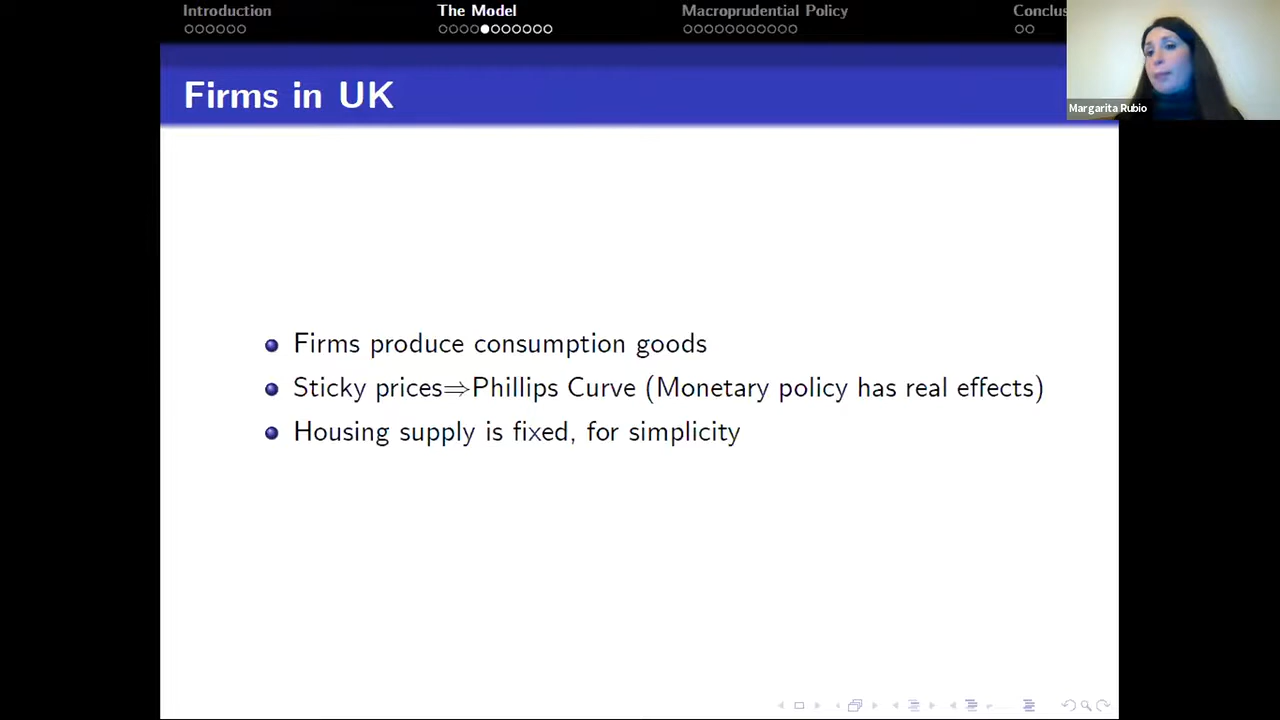 Introduction
The Model
Macroprudential Policy
Conclus
Margarita Rubio
Firms in UK
Firms produce consumption goods
Sticky prices⇒Phillips Curve (Monetary policy has real effects)
Housing supply is fixed, for simplicity